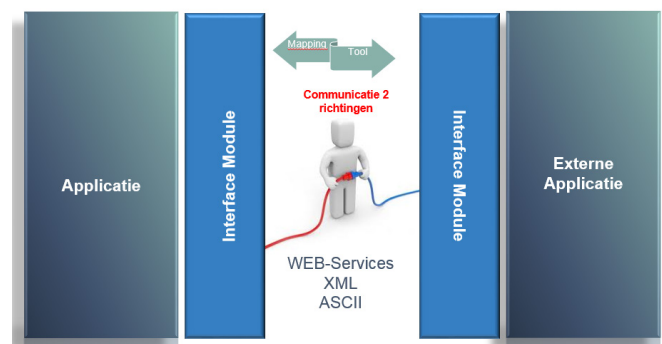 Applicatie
Interface Module
Mapping
Tool
Communicatie 2
richtingen
WEB-Services
XML
ASCII
Interface Module
Externe
Applicatie